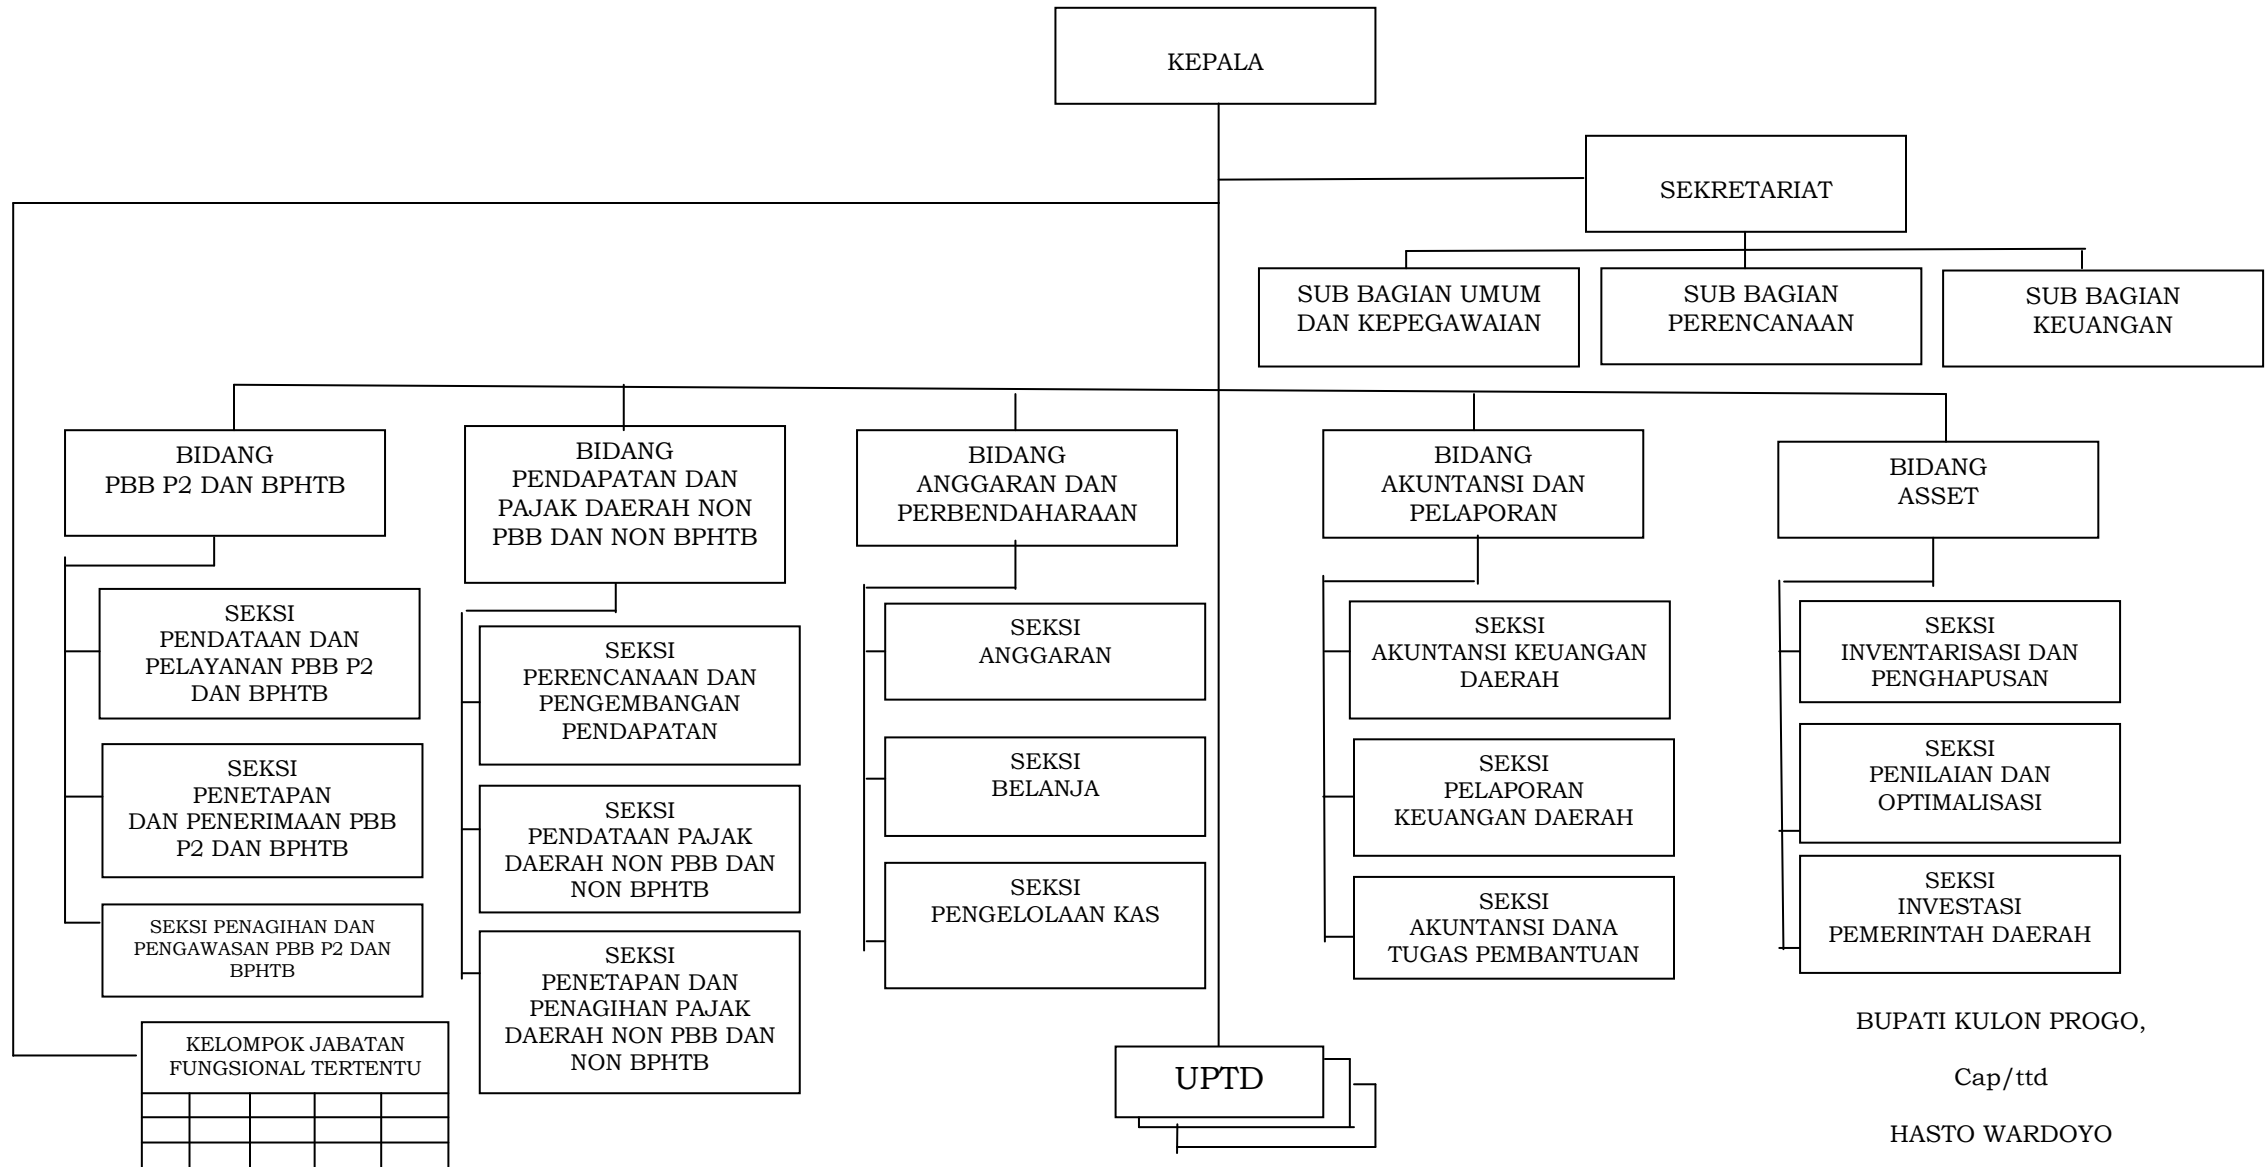 KEPALA
SEKRETARIAT
SUB BAGIAN UMUM
DAN KEPEGAWAIAN
SUB BAGIAN
PERENCANAAN
SUB BAGIAN
KEUANGAN
BIDANG
PBB P2 DAN BPHTB
BIDANG
PENDAPATAN DAN
PAJAK DAERAH NON
PBB DAN NON BPHTB
BIDANG
ANGGARAN DAN
PERBENDAHARAAN
BIDANG
AKUNTANSI DAN
PELAPORAN
BIDANG
ASSET
SEKSI
PENDATAAN DAN
PELAYANAN PBB P2
DAN BPHTB
SEKSI
PENETAPAN
DAN PENERIMAAN PBB
P2 DAN BPHTB
SEKSI PENAGIHAN DAN
PENGAWASAN PBB P2 DAN
BPHTB
SEKSI
PERENCANAAN DAN
PENGEMBANGAN
PENDAPATAN
SEKSI
PENDATAAN PAJAK
DAERAH NON PBB DAN
NON BPHTB
SEKSI
PENETAPAN DAN
PENAGIHAN PAJAK
DAERAH NON PBB DAN
NON BPHTB
SEKSI
ANGGARAN
SEKSI
BELANJA
SEKSI
PENGELOLAAN KAS
SEKSI
AKUNTANSI KEUANGAN
DAERAH
SEKSI
PELAPORAN
KEUANGAN DAERAH
SEKSI
AKUNTANSI DANA
TUGAS PEMBANTUAN
SEKSI
INVENTARISASI DAN
PENGHAPUSAN
SEKSI
PENILAIAN DAN
OPTIMALISASI
SEKSI
INVESTASI
PEMERINTAH DAERAH
KELOMPOK JABATAN
FUNGSIONAL TERTENTU
UPTD
BUPATI KULON PROGO,
Cap/ttd
HASTO WARDOYO